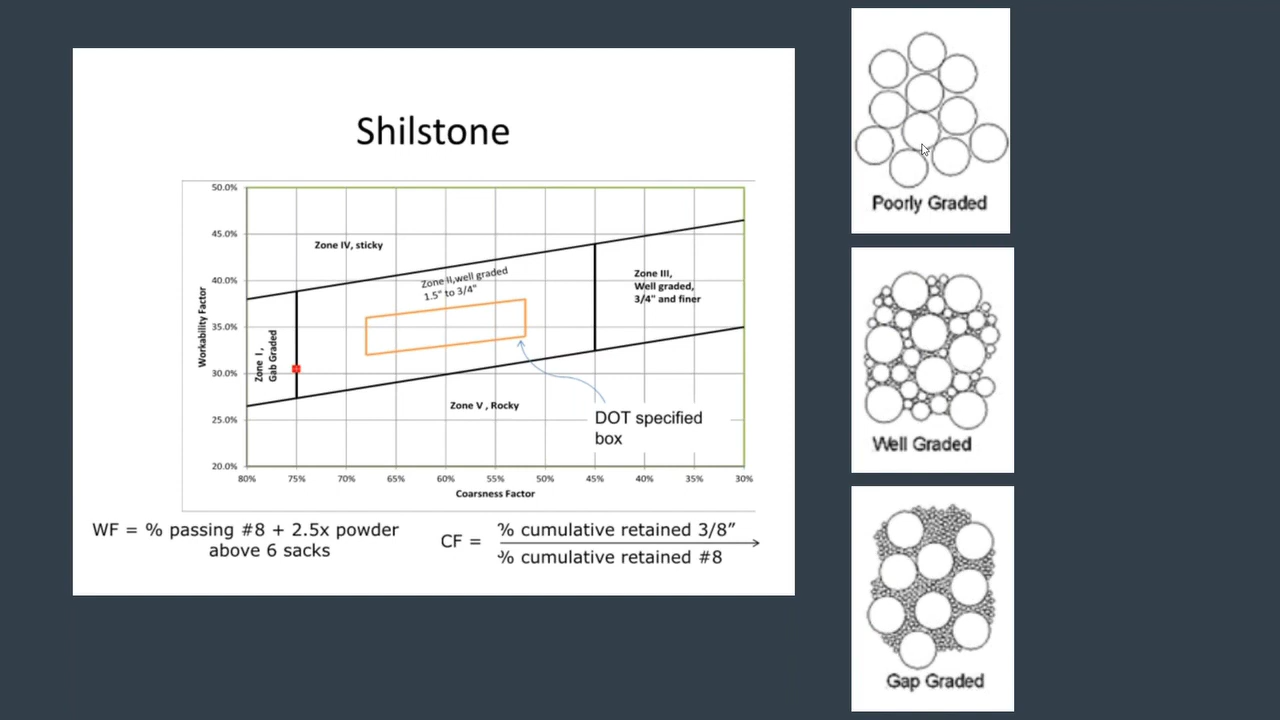 Shilstone
50.0%
45.0%
40.0%
35.0%
30.0%
25.0%
20.0%
Workability Factor
Zone IV, sticky
Zone II,well graded
1.5" to 3/4"
Zone III,
Well graded,
3/4" and finer
Zone I,
Gab Graded
Zone V , Rocky
DOT specified
box
80%
75%
70%
65%
60%
55%
50%
45%
40%
35%
30%
Coarsness Factor
WF = % passing #8 + 2.5x powder
above 6 sacks
CF =
% cumulative retained 3/8”
% cumulative retained #8
Poorly Graded
Well Graded
Gap Graded